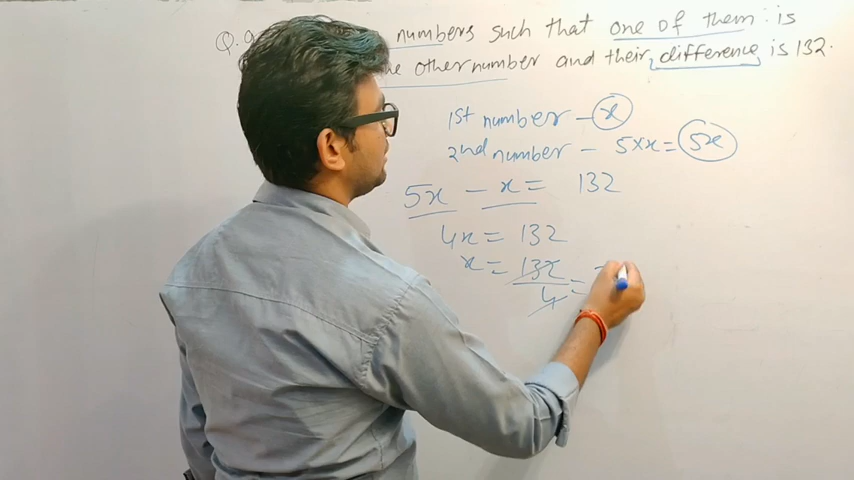 Q. numbers such that one of them : is
other number and their difference is 132.
1st number - x
2nd number - 5xx = 5x
5x - x = 132
4x = 132
x = 132/4 =